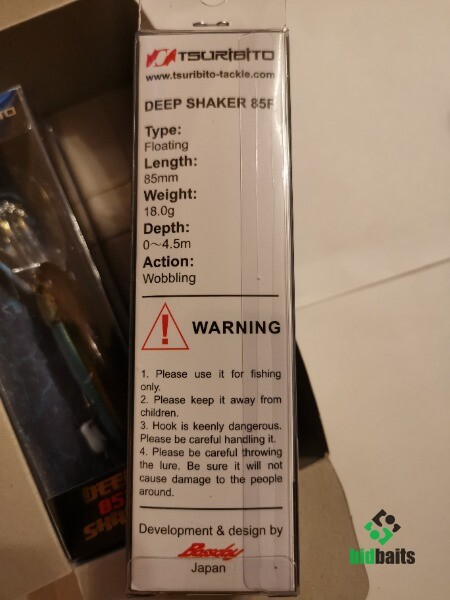 TSURIBITO
www.tsuribito-tackle.com
DEEP SHAKER 85F
Type:
Floating
Length:
85mm
Weight:
18.0g
Depth:
0～4.5m
Action:
Wobbling
WARNING
1. Please use it for fishing
only.
2. Please keep it away from
children.
3. Hook is keenly dangerous.
Please be careful handling it.
4. Please be careful throwing
the lure. Be sure it will not
cause damage to the people
around.
Development & design by
Bassday
Japan
bidbaits